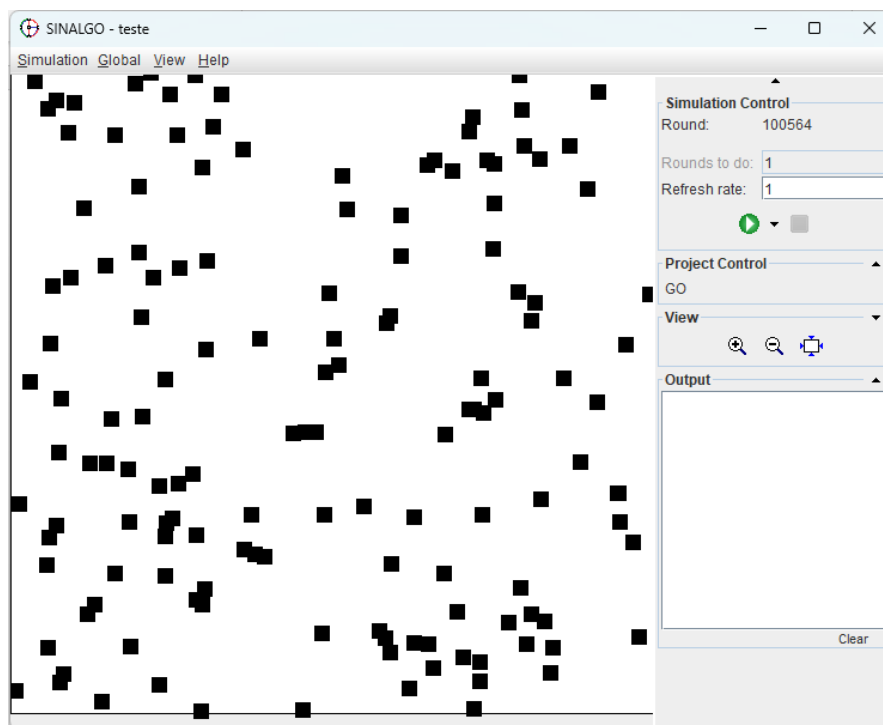 SINALGO - teste
Simulation Global View Help
Simulation Control
Round: 100564
Rounds to do: 1
Refresh rate: 1
Project Control
GO
View
Output
Clear